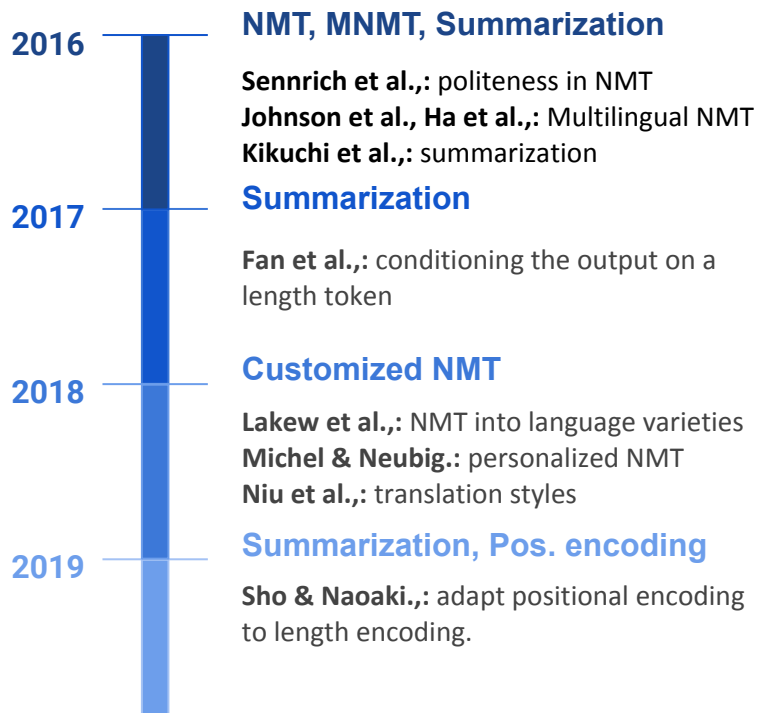 2016
NMT, MNMT, Summarization
Sennrich et al.,: politeness in NMT
Johnson et al., Ha et al.,: Multilingual NMT
Kikuchi et al.,: summarization
2017
Summarization
Fan et al.,: conditioning the output on a
length token
2018
Customized NMT
Lakew et al.,: NMT into language varieties
Michel & Neubig.: personalized NMT
Niu et al.,: translation styles
2019
Summarization, Pos. encoding
Sho & Naoaki.,: adapt positional encoding
to length encoding.